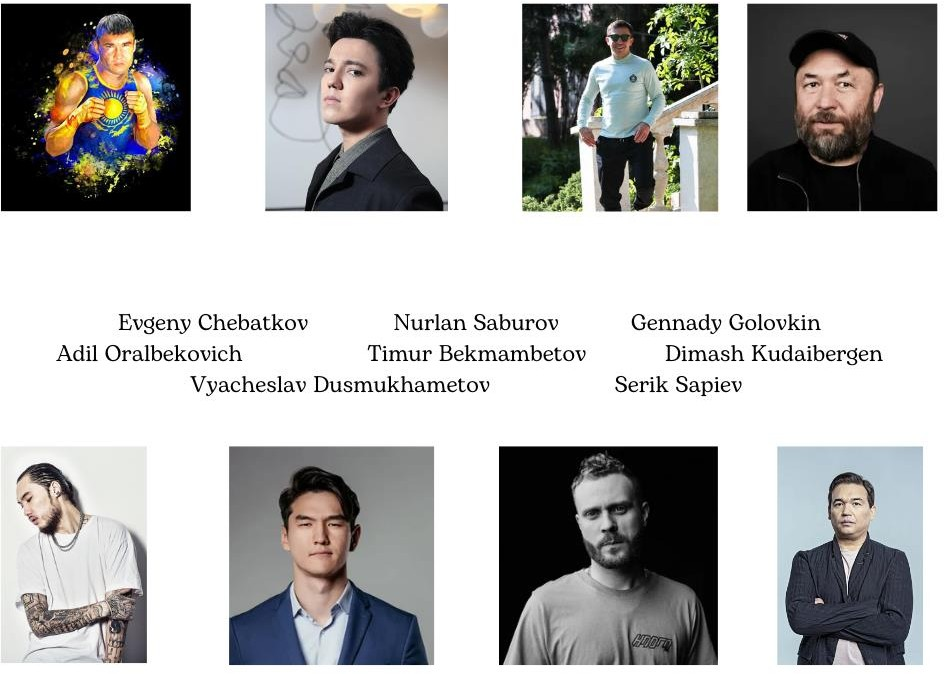 Evgeny Chebatkov Nurlan Saburov Gennady Golovkin
Adil Oralbekovich Timur Bekmambetov Dimash Kudaibergen
Vyacheslav Dusmukhametov Serik Sapiev